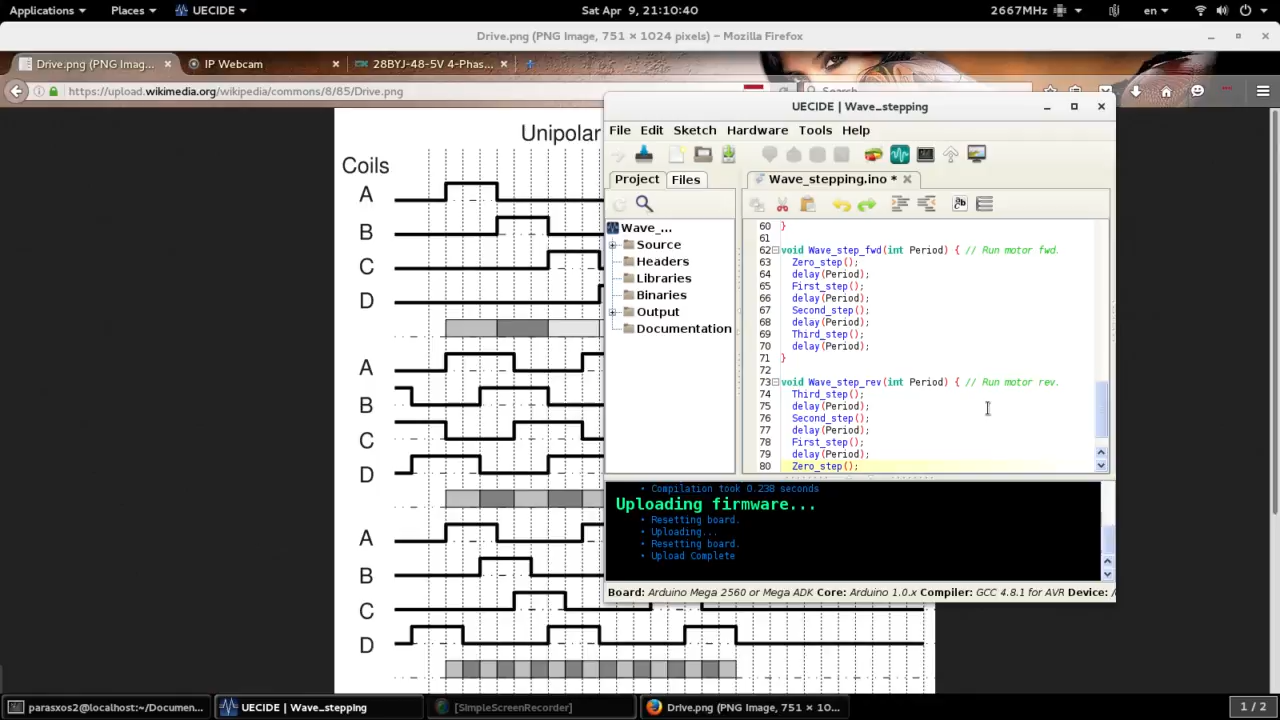 Applications Places UECIDE Sat Apr 9, 21:10:40 2667MHz en
Drive.png (PNG Image, 751 × 1024 pixels) – Mozilla Firefox
Drive.png (PNG Imag... × IP Webcam × 28BYJ-48-5V 4-Phas... ×
https://upload.wikimedia.org/wikipedia/commons/8/85/Drive.png Search
Unipolar
Coils
A
B
C
D
A
B
C
D
A
B
C
D
UECIDE | Wave_stepping
File Edit Sketch Hardware Tools Help
Project Files Wave_stepping.ino * ×
Wave_...
Source
Headers
Libraries
Binaries
Output
Documentation
60 }
61
62 void Wave_step_fwd(int Period) { // Run motor fwd.
63 Zero_step();
64 delay(Period);
65 First_step();
66 delay(Period);
67 Second_step();
68 delay(Period);
69 Third_step();
70 delay(Period);
71 }
72
73 void Wave_step_rev(int Period) { // Run motor rev.
74 Third_step();
75 delay(Period);
76 Second_step();
77 delay(Period);
78 First_step();
79 delay(Period);
80 Zero_step();
• Compilation took 0.238 seconds
Uploading firmware...
• Resetting board.
• Uploading...
• Resetting board.
• Upload Complete
Board: Arduino Mega 2560 or Mega ADK Core: Arduino 1.0.x Compiler: GCC 4.8.1 for AVR Device: /
parasxos2@localhost:~/Documen... UECIDE | Wave_stepping [SimpleScreenRecorder] Drive.png (PNG Image, 751 × 10... 1 / 2